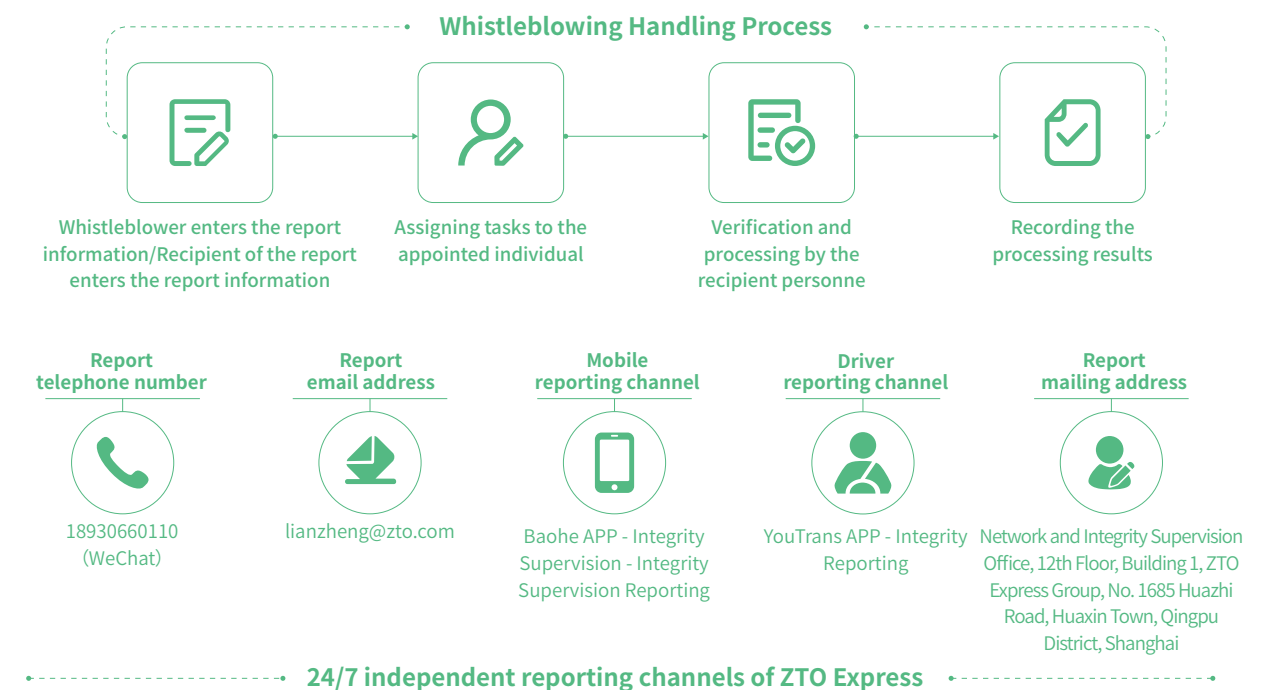 Whistleblowing Handling Process
Whistleblower enters the report
information/Recipient of the report
enters the report information
Assigning tasks to the
appointed individual
Verification and
processing by the
recipient personne
Recording the
processing results
Report
telephone number
18930660110
（WeChat）
Report
email address
lianzheng@zto.com
Mobile
reporting channel
Baohe APP - Integrity
Supervision - Integrity
Supervision Reporting
Driver
reporting channel
YouTrans APP - Integrity
Reporting
Report
mailing address
Network and Integrity Supervision
Office, 12th Floor, Building 1, ZTO
Express Group, No. 1685 Huazhi
Road, Huaxin Town, Qingpu
District, Shanghai
24/7 independent reporting channels of ZTO Express